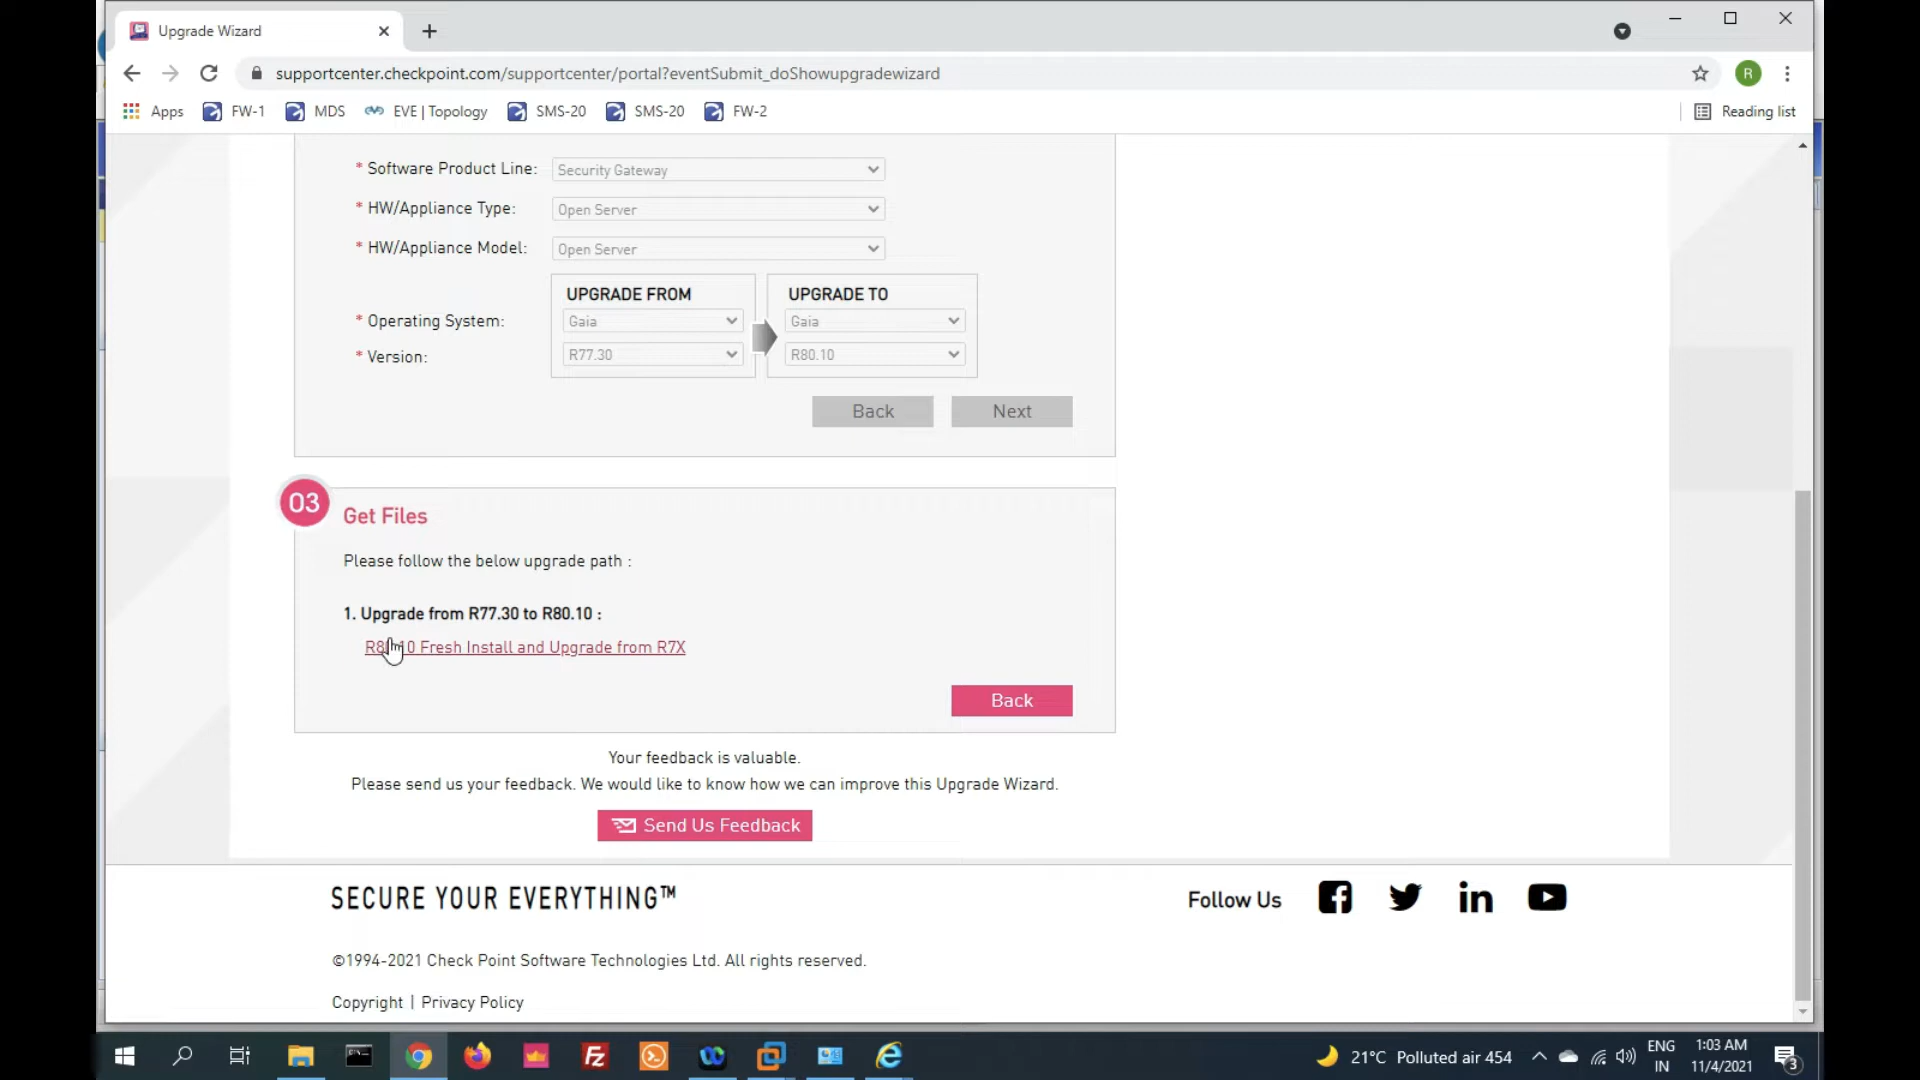 Upgrade Wizard
supportcenter.checkpoint.com/supportcenter/portal?eventSubmit_doShowupgradewizard
R
Apps FW-1 MDS EVE | Topology SMS-20 SMS-20 FW-2 Reading list
* Software Product Line: Security Gateway
* HW/Appliance Type: Open Server
* HW/Appliance Model: Open Server
UPGRADE FROM UPGRADE TO
* Operating System: Gaia Gaia
* Version: R77.30 R80.10
Back Next
03
Get Files
Please follow the below upgrade path :
1. Upgrade from R77.30 to R80.10 :
R80.10 Fresh Install and Upgrade from R7X
Back
Your feedback is valuable.
Please send us your feedback. We would like to know how we can improve this Upgrade Wizard.
Send Us Feedback
SECURE YOUR EVERYTHING™
Follow Us
©1994-2021 Check Point Software Technologies Ltd. All rights reserved.
Copyright | Privacy Policy
21°C Polluted air 454
ENG
IN
1:03 AM
11/4/2021
3